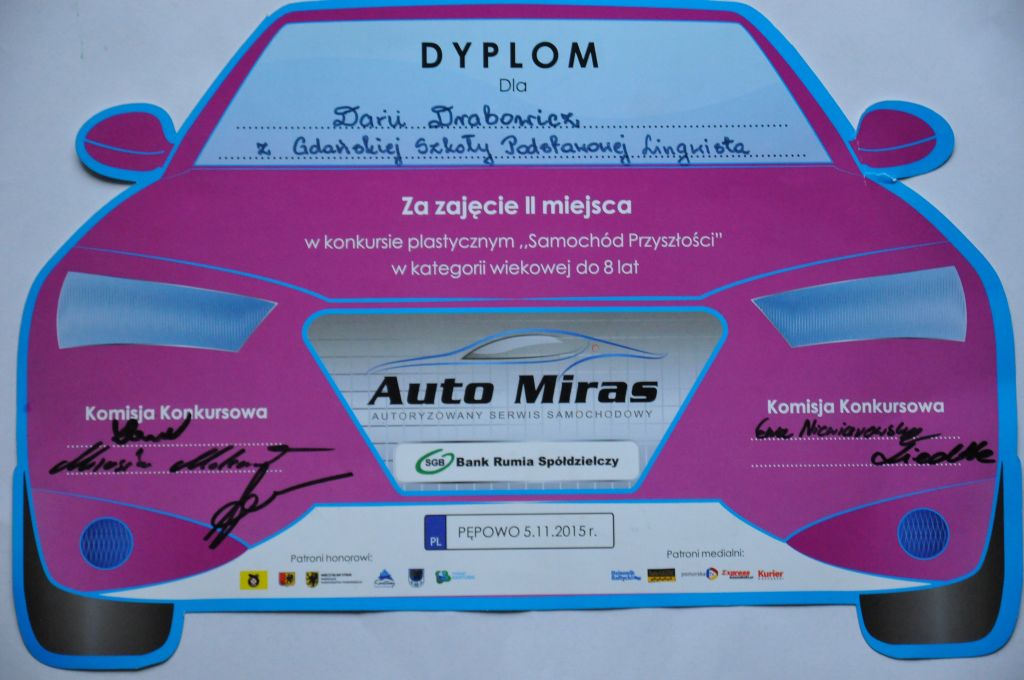 DYPLOM
Dla
Darii Drabowicz
z Gdańskiej Szkoły Podstawowej Lingwista
Za zajęcie II miejsca
w konkursie plastycznym ,,Samochód Przyszłości"
w kategorii wiekowej do 8 lat
Auto Miras
AUTORYZOWANY SERWIS SAMOCHODOWY
SGB Bank Rumia Spółdzielczy
Komisja Konkursowa
Komisja Konkursowa
PL PĘPOWO 5.11.2015 r.
Patroni honorowi:
Patroni medialni:
Express
Kurier